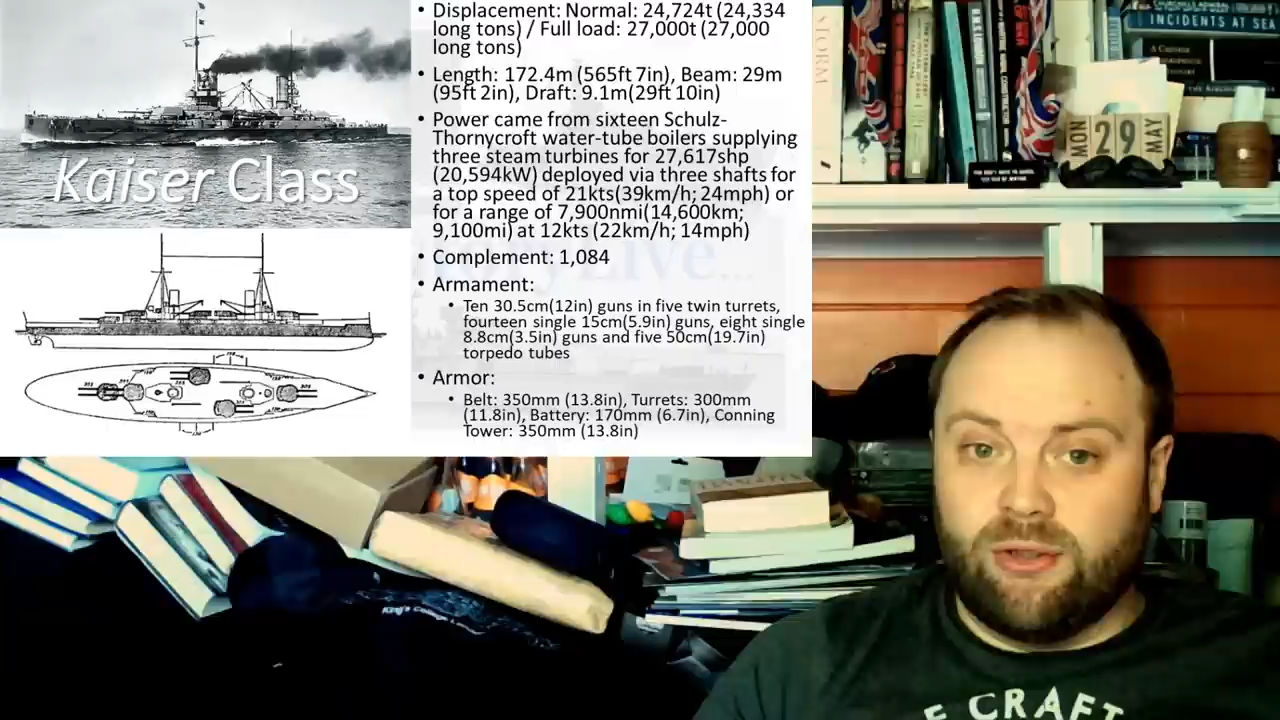 Kaiser Class
• Displacement: Normal: 24,724t (24,334
long tons) / Full load: 27,000t (27,000
long tons)
• Length: 172.4m (565ft 7in), Beam: 29m
(95ft 2in), Draft: 9.1m(29ft 10in)
• Power came from sixteen Schulz-
Thornycroft water-tube boilers supplying
three steam turbines for 27,617shp
(20,594kW) deployed via three shafts for
a top speed of 21kts(39km/h; 24mph) or
for a range of 7,900nmi(14,600km;
9,100mi) at 12kts (22km/h; 14mph)
• Complement: 1,084
• Armament:
• Ten 30.5cm(12in) guns in five twin turrets,
fourteen single 15cm(5.9in) guns, eight single
8.8cm(3.5in) guns and five 50cm(19.7in)
torpedo tubes
• Armor:
• Belt: 350mm (13.8in), Turrets: 300mm
(11.8in), Battery: 170mm (6.7in), Conning
Tower: 350mm (13.8in)
STORM
INCIDENTS AT SEA
MON 29 MAY
King's College
E CRAFT